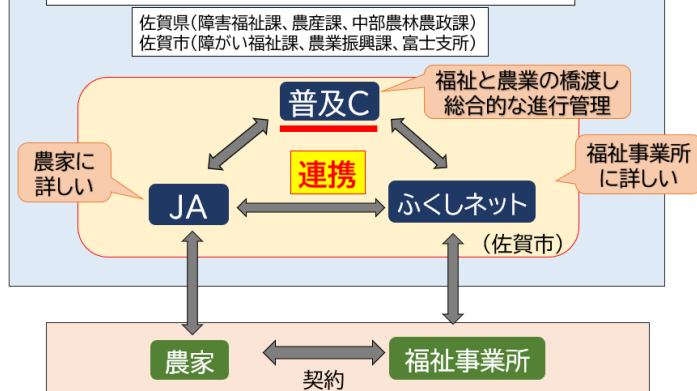 佐賀県（障害福祉課、農産課、中部農林農政課）
佐賀市（障がい福祉課、農業振興課、富士支所）
普及C
福祉と農業の橋渡し
総合的な進行管理
農家に
詳しい
連携
福祉事業所
に詳しい
JA
ふくしネット
（佐賀市）
農家
契約
福祉事業所